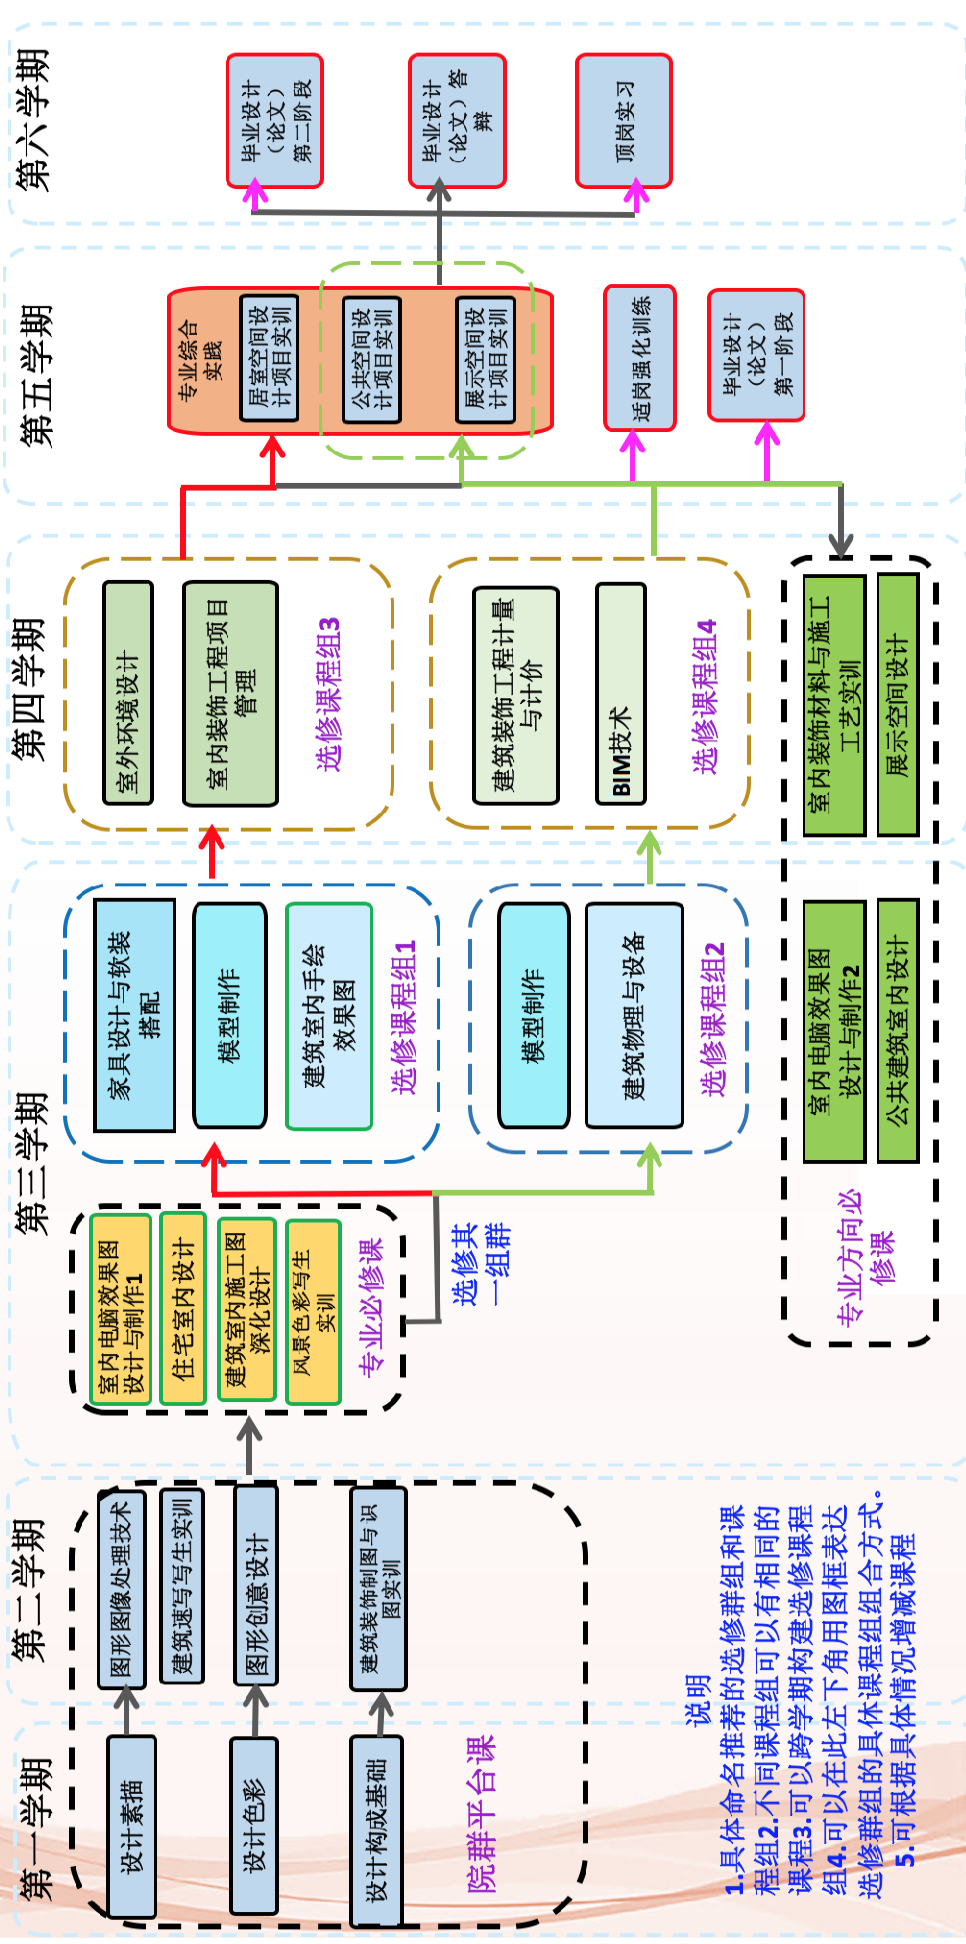 第一学期
设计素描
设计色彩
设计构成基础
院群平台课
第二学期
图形图像处理技术
建筑速写写生实训
图形创意设计
建筑装饰制图与识
图实训
第三学期
室内电脑效果图
设计与制作1
住宅室内设计
建筑室内施工图
深化设计
风景色彩写生
实训
专业必修课
选修其
一组群
家具设计与软装
搭配
模型制作
建筑室内手绘
效果图
选修课程组1
模型制作
建筑物理与设备
选修课程组2
第四学期
室外环境设计
室内装饰工程项目
管理
选修课程组3
建筑装饰工程计量
与计价
BIM技术
选修课程组4
专业方向必
修课
室内电脑效果图
设计与制作2
公共建筑室内设计
室内装饰材料与施工
工艺实训
展示空间设计
第五学期
专业综合
实践
居室空间设
计项目实训
公共空间设
计项目实训
展示空间设
计项目实训
适岗强化训练
毕业设计
（论文）
第一阶段
第六学期
毕业设计
（论文）
第二阶段
毕业设计
（论文）答
辩
顶岗实习
说明
1.具体命名推荐的选修群组和课
程组2.不同课程组可以有相同的
课程3.可以跨学期构建选修课程
组4.可以在此左下角用图框表达
选修群组的具体课程组组合方式。
5.可根据具体情况增减课程